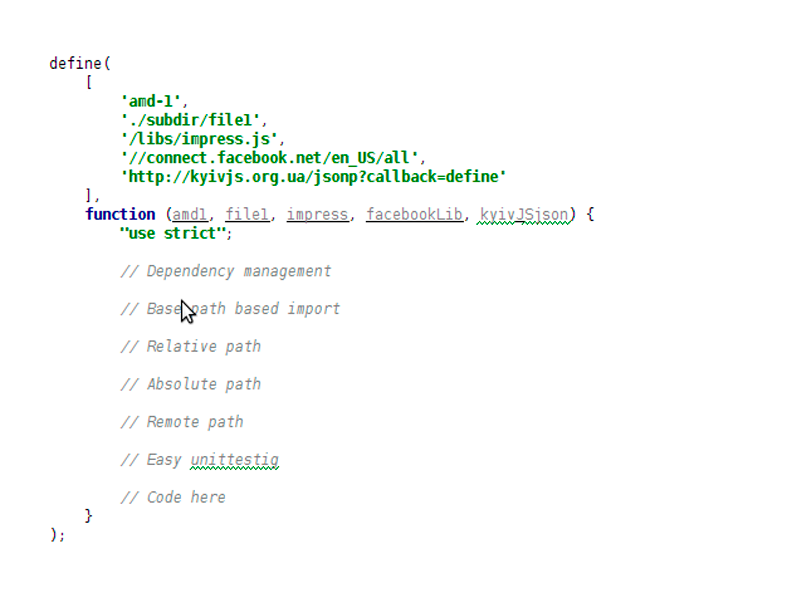 define(
[
'amd-1',
'./subdir/file1',
'/libs/impress.js',
'//connect.facebook.net/en_US/all',
'http://kyivjs.org.ua/jsonp?callback=define'
],
function (amd1, file1, impress, facebookLib, kyivJSjson) {
"use strict";
// Dependency management
// Base path based import
// Relative path
// Absolute path
// Remote path
// Easy unittestig
// Code here
}
);